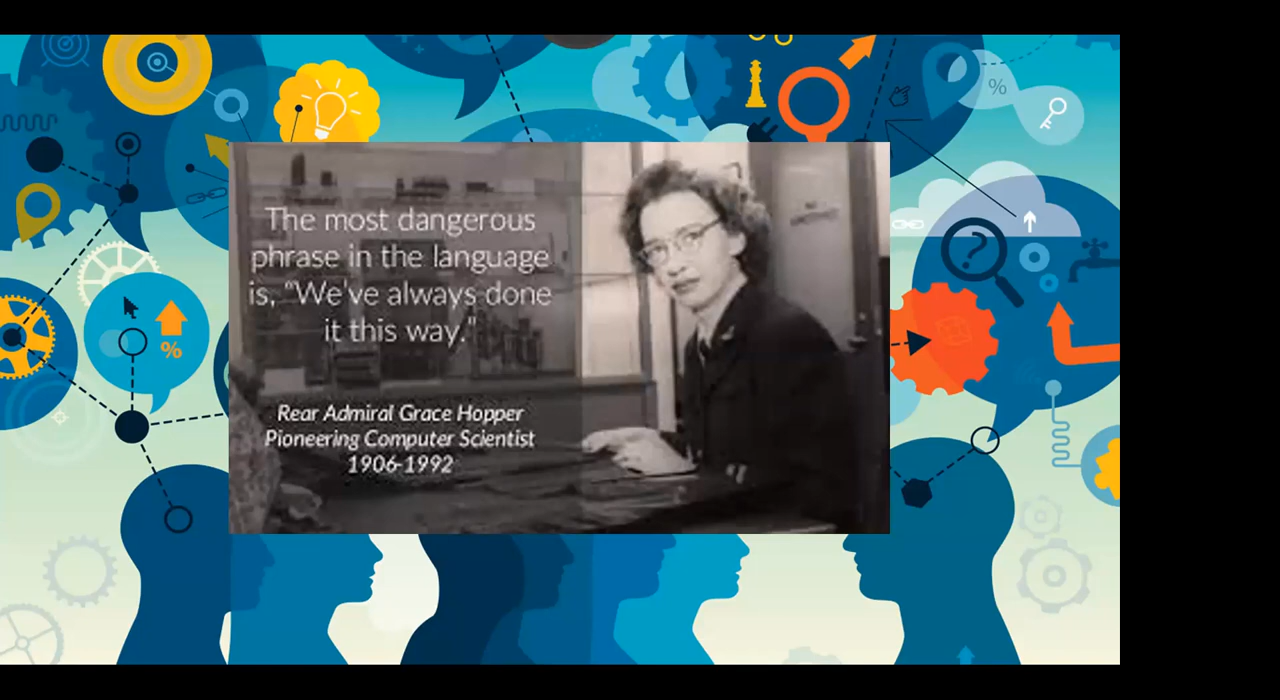 %
The most dangerous
phrase in the language
is, “We've always done
it this way.”
?
%
Rear Admiral Grace Hopper
Pioneering Computer Scientist
1906-1992